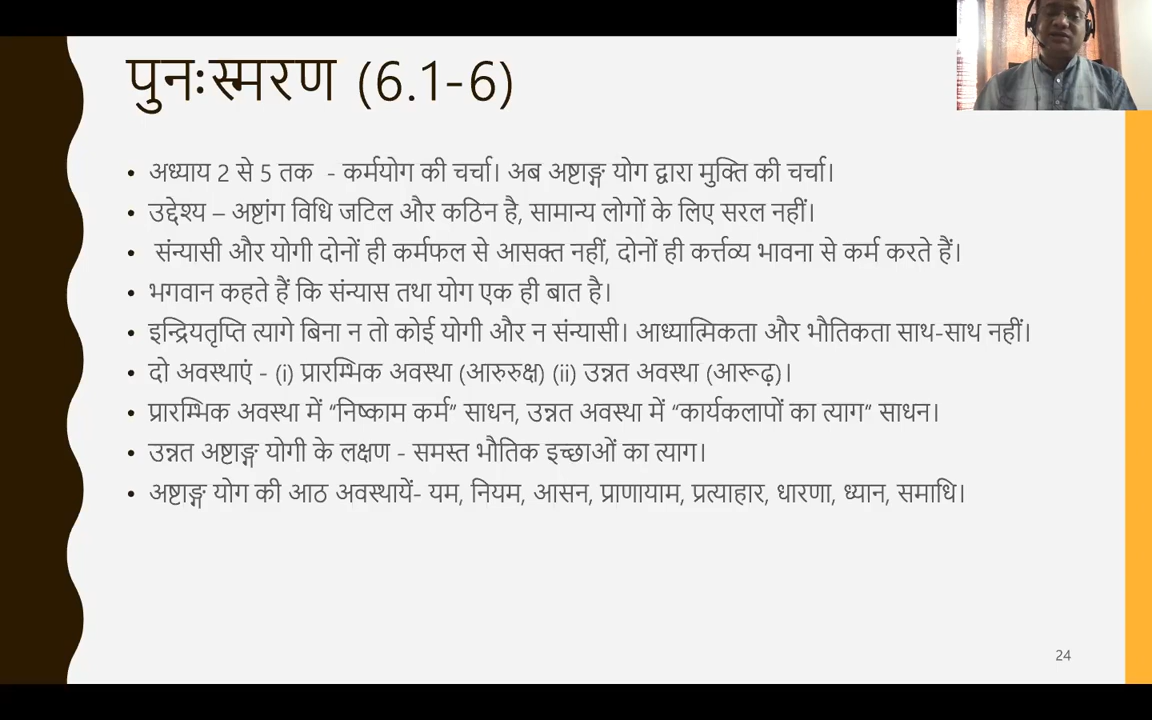 पुनःस्मरण (6.1-6)
• अध्याय 2 से 5 तक - कर्मयोग की चर्चा। अब अष्टाङ्ग योग द्वारा मुक्ति की चर्चा।
• उद्देश्य – अष्टांग विधि जटिल और कठिन है, सामान्य लोगों के लिए सरल नहीं।
• संन्यासी और योगी दोनों ही कर्मफल से आसक्त नहीं, दोनों ही कर्त्तव्य भावना से कर्म करते हैं।
• भगवान कहते हैं कि संन्यास तथा योग एक ही बात है।
• इन्द्रियतृप्ति त्यागे बिना न तो कोई योगी और न संन्यासी। आध्यात्मिकता और भौतिकता साथ-साथ नहीं।
• दो अवस्थाएं - (i) प्रारम्भिक अवस्था (आरुरुक्ष) (ii) उन्नत अवस्था (आरूढ़)।
• प्रारम्भिक अवस्था में “निष्काम कर्म” साधन, उन्नत अवस्था में “कार्यकलापों का त्याग“ साधन।
• उन्नत अष्टाङ्ग योगी के लक्षण - समस्त भौतिक इच्छाओं का त्याग।
• अष्टाङ्ग योग की आठ अवस्थायें- यम, नियम, आसन, प्राणायाम, प्रत्याहार, धारणा, ध्यान, समाधि।
24